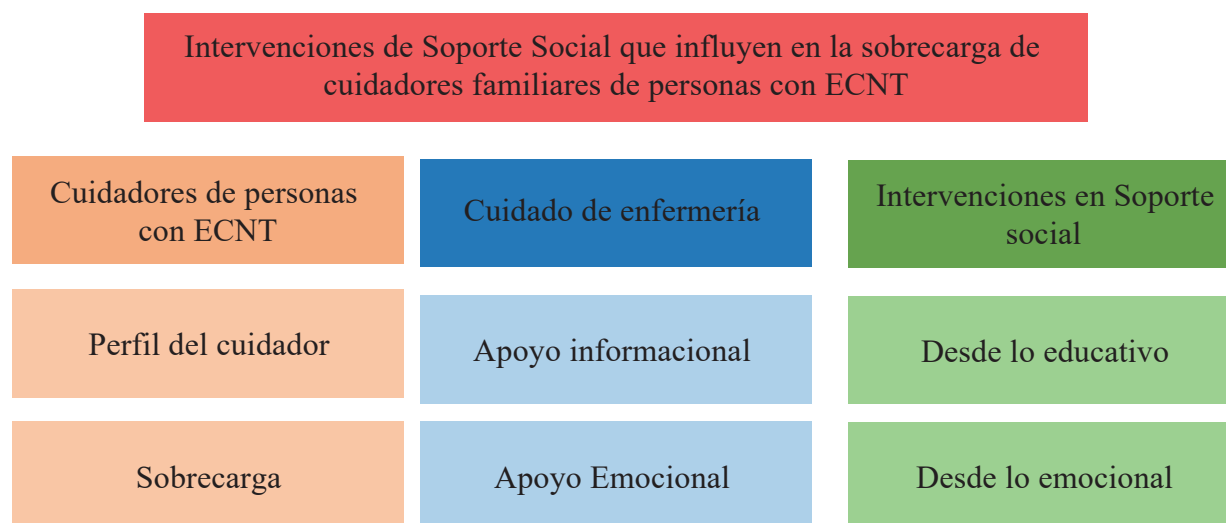 Intervenciones de Soporte Social que influyen en la sobrecarga de
cuidadores familiares de personas con ECNT
Cuidadores de personas
con ECNT
Cuidado de enfermería
Intervenciones en Soporte
social
Perfil del cuidador
Apoyo informacional
Desde lo educativo
Sobrecarga
Apoyo Emocional
Desde lo emocional